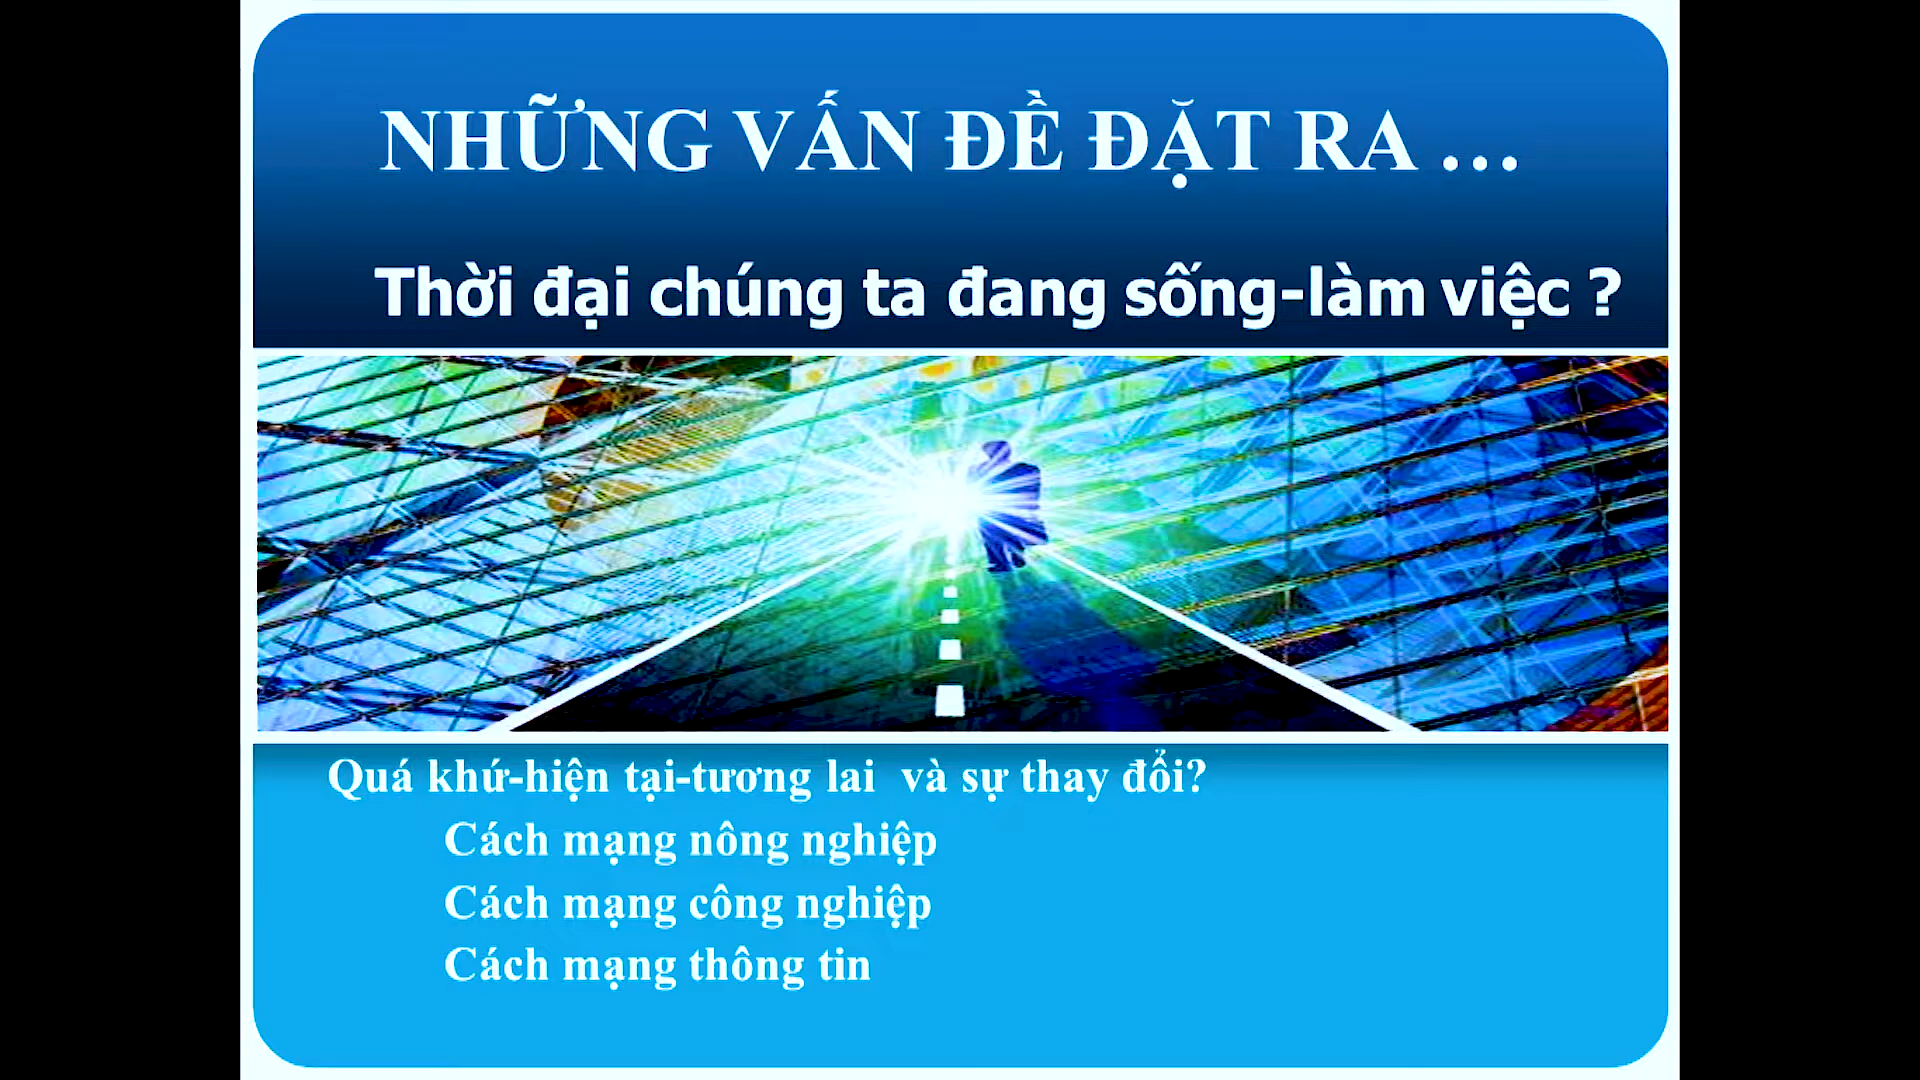 NHỮNG VẤN ĐỀ ĐẶT RA ...
Thời đại chúng ta đang sống-làm việc ?
Quá khứ-hiện tại-tương lai và sự thay đổi?
Cách mạng nông nghiệp
Cách mạng công nghiệp
Cách mạng thông tin